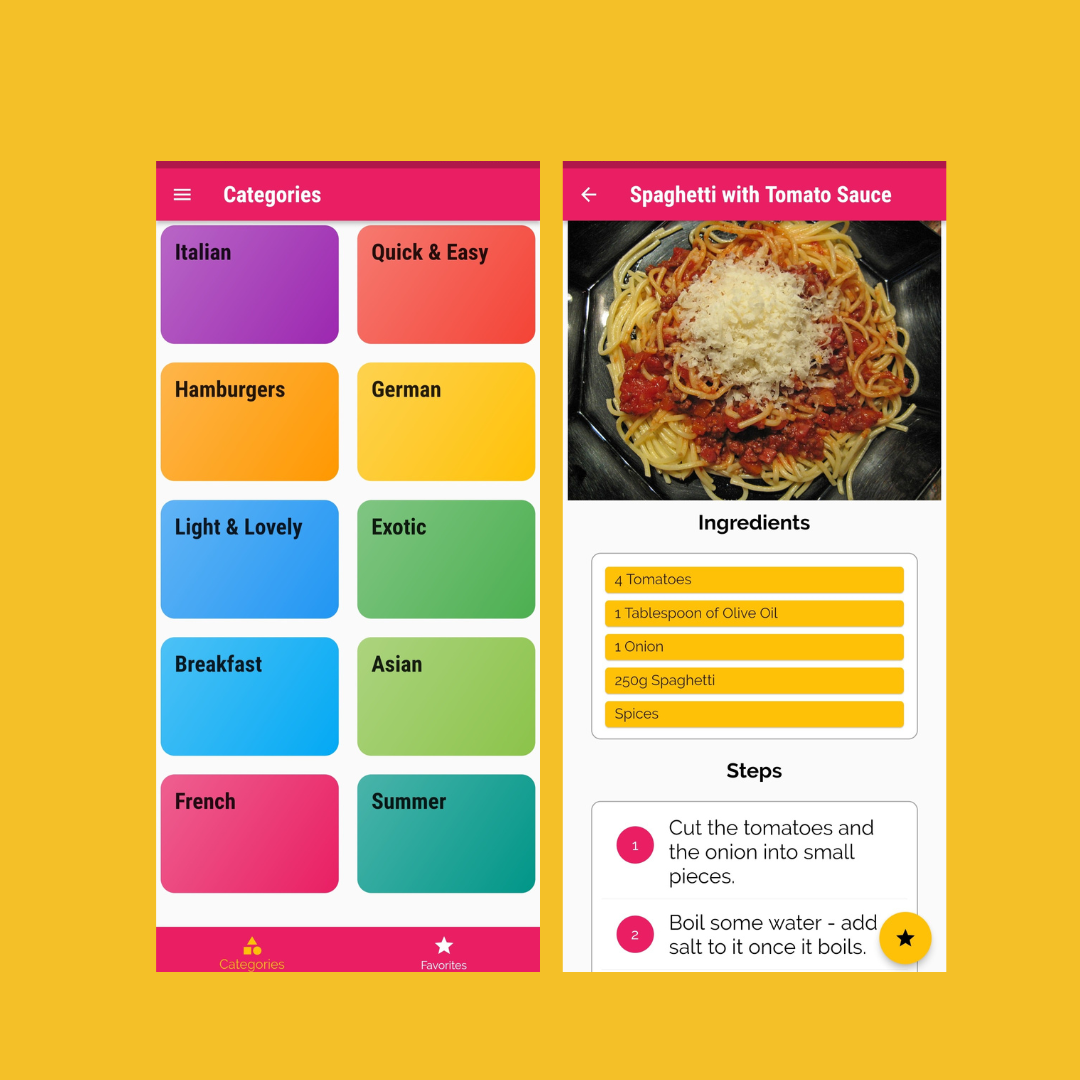 Categories
Italian
Quick & Easy
Hamburgers
German
Light & Lovely
Exotic
Breakfast
Asian
French
Summer
Categories
Favorites
Spaghetti with Tomato Sauce
Ingredients
4 Tomatoes
1 Tablespoon of Olive Oil
1 Onion
250g Spaghetti
Spices
Steps
1
Cut the tomatoes and
the onion into small
pieces.
2
Boil some water - add
salt to it once it boils.